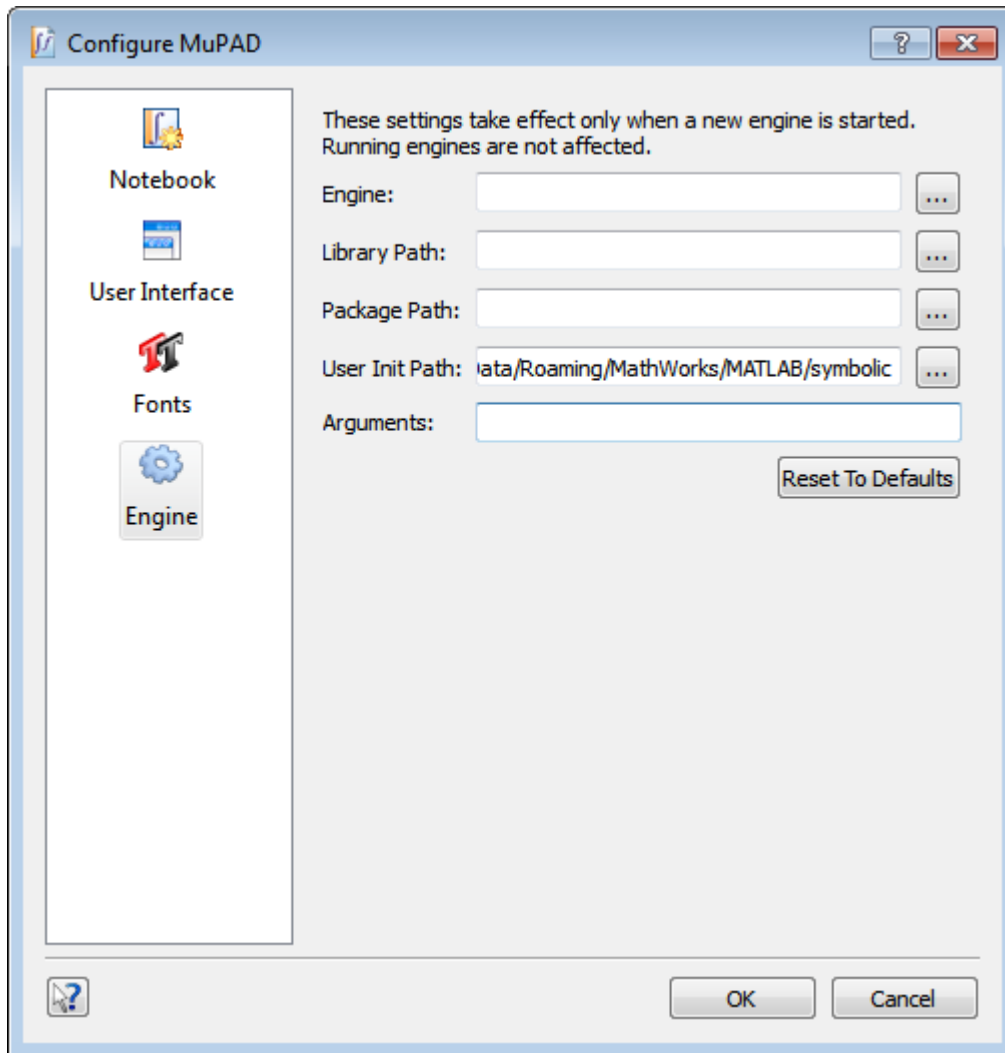 Configure MuPAD
Notebook
User Interface
Fonts
Engine
These settings take effect only when a new engine is started.
Running engines are not affected.
Engine:
...
Library Path:
...
Package Path:
...
User Init Path: ata/Roaming/MathWorks/MATLAB/symbolic ...
Arguments:
Reset To Defaults
OK
Cancel